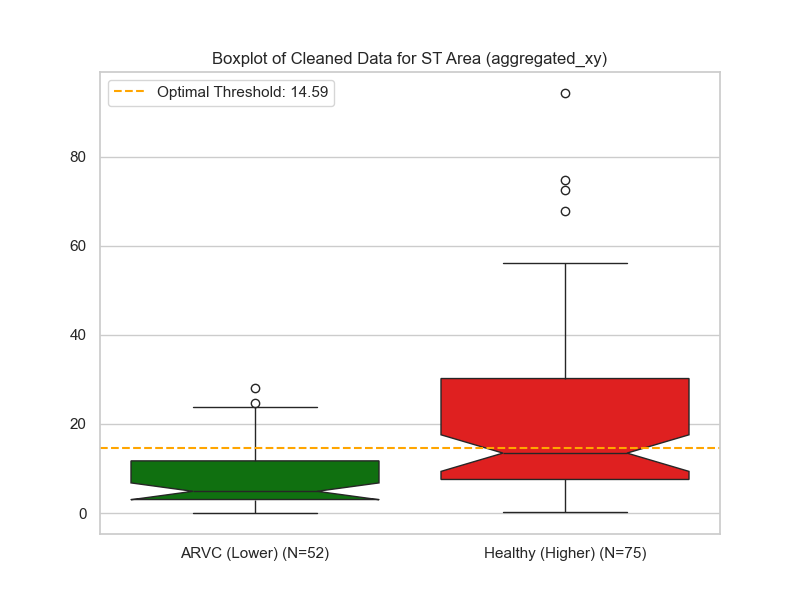 Boxplot of Cleaned Data for ST Area (aggregated_xy)
Optimal Threshold: 14.59
80
60
40
20
0
ARVC (Lower) (N=52)
Healthy (Higher) (N=75)